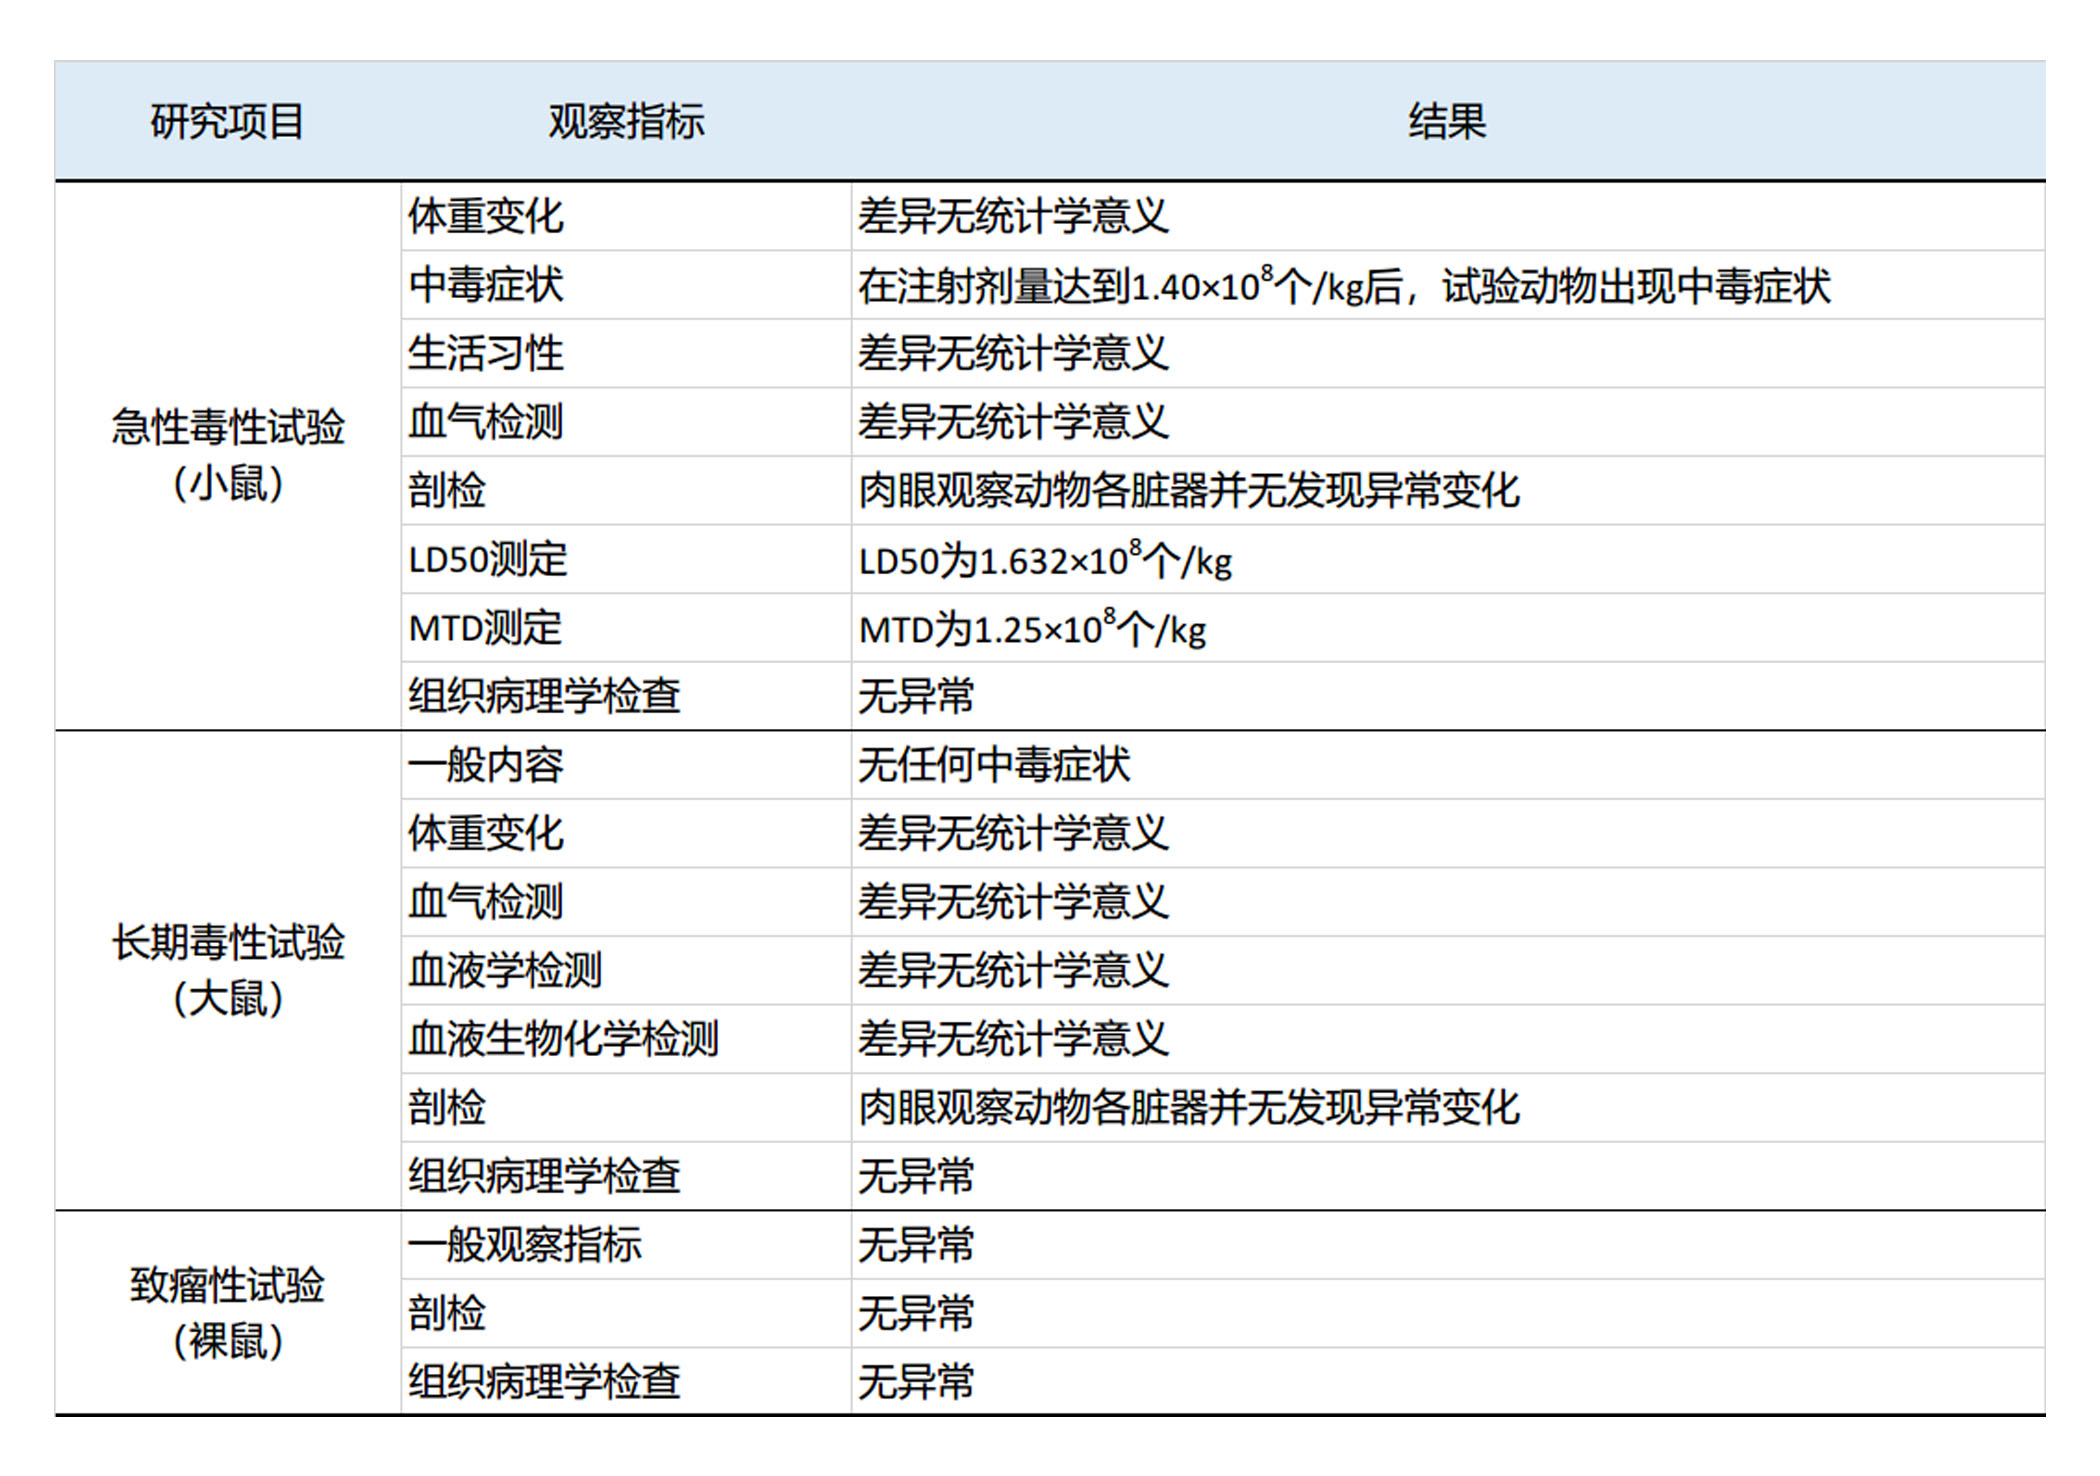 研究项目 观察指标 结果
急性毒性试验
（小鼠）
体重变化 差异无统计学意义
中毒症状 在注射剂量达到1.40×10⁸个/kg后，试验动物出现中毒症状
生活习性 差异无统计学意义
血气检测 差异无统计学意义
剖检 肉眼观察动物各脏器并无发现异常变化
LD50测定 LD50为1.632×10⁸个/kg
MTD测定 MTD为1.25×10⁸个/kg
组织病理学检查 无异常
长期毒性试验
（大鼠）
一般内容 无任何中毒症状
体重变化 差异无统计学意义
血气检测 差异无统计学意义
血液学检测 差异无统计学意义
血液生物化学检测 差异无统计学意义
剖检 肉眼观察动物各脏器并无发现异常变化
组织病理学检查 无异常
致瘤性试验
（裸鼠）
一般观察指标 无异常
剖检 无异常
组织病理学检查 无异常